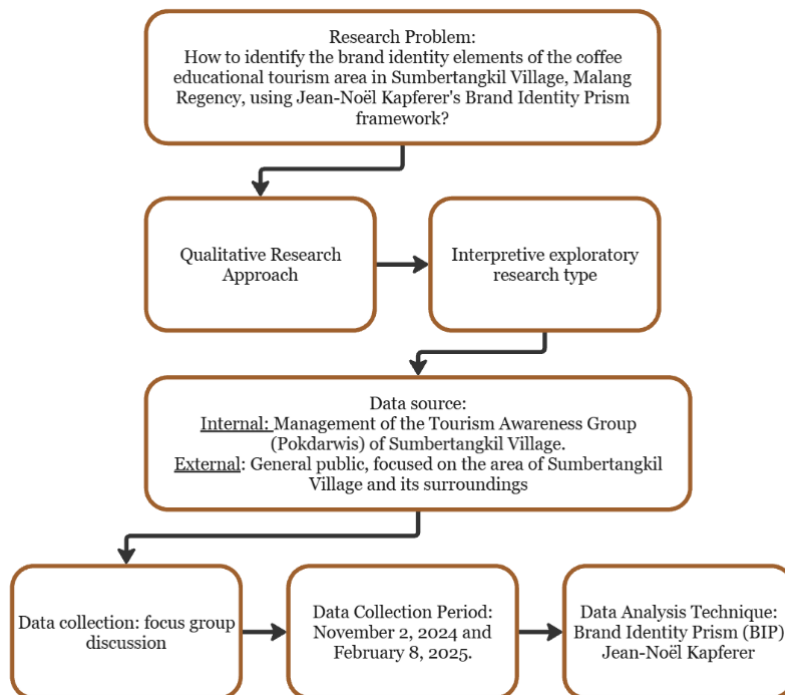 Research Problem:
How to identify the brand identity elements of the coffee
educational tourism area in Sumbertangkil Village, Malang
Regency, using Jean-Noël Kapferer's Brand Identity Prism
framework?
Qualitative Research
Approach
Interpretive exploratory
research type
Data source:
Internal: Management of the Tourism Awareness Group
(Pokdarwis) of Sumbertangkil Village.
External: General public, focused on the area of Sumbertangkil
Village and its surroundings
Data collection: focus group
discussion
Data Collection Period:
November 2, 2024 and
February 8, 2025.
Data Analysis Technique:
Brand Identity Prism (BIP)
Jean-Noël Kapferer